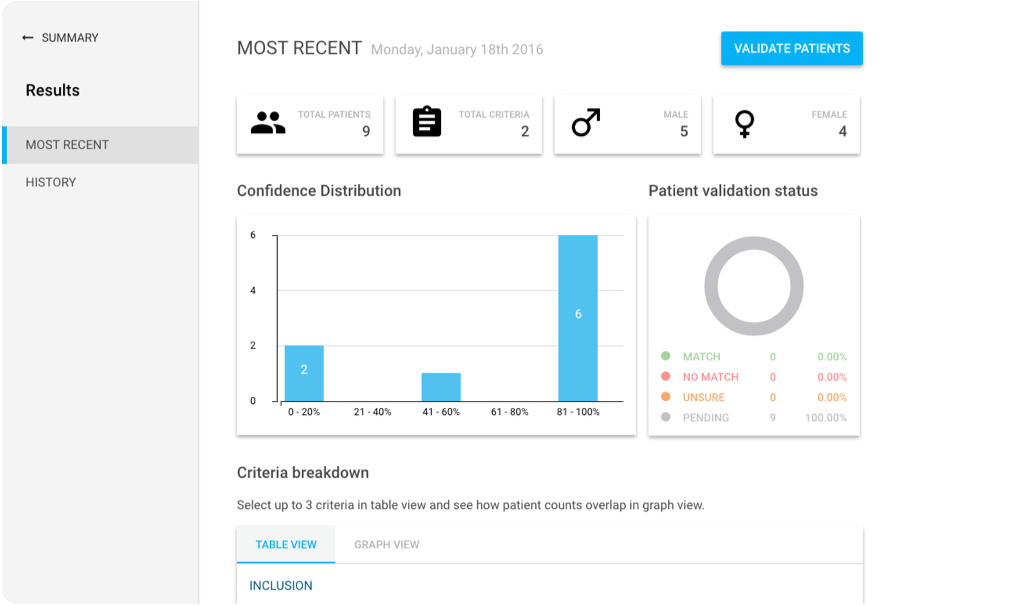 ← SUMMARY
Results
MOST RECENT
HISTORY
MOST RECENT Monday, January 18th 2016
VALIDATE PATIENTS
TOTAL PATIENTS
9
TOTAL CRITERIA
2
MALE
5
FEMALE
4
Confidence Distribution
6
4
2
0
2
6
0 - 20% 21 - 40% 41 - 60% 61 - 80% 81 - 100%
Patient validation status
MATCH 0 0.00%
NO MATCH 0 0.00%
UNSURE 0 0.00%
PENDING 9 100.00%
Criteria breakdown
Select up to 3 criteria in table view and see how patient counts overlap in graph view.
TABLE VIEW GRAPH VIEW
INCLUSION